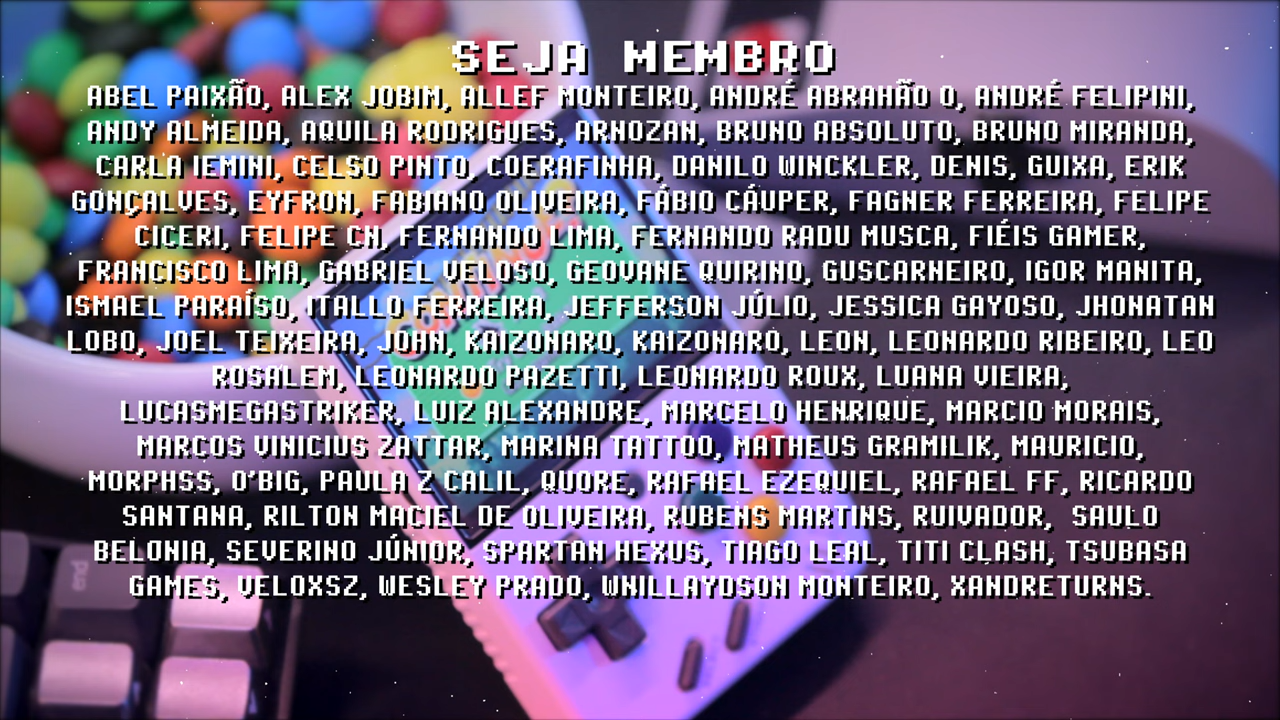 SEJA MEMBRO
ABEL PAIXÃO, ALEX JOBIM, ALLEF MONTEIRO, ANDRÉ ABRAHÃO O, ANDRÉ FELIPINI,
ANDY ALMEIDA, AQUILA RODRIGUES, ARNOZAN, BRUNO ABSOLUTO, BRUNO MIRANDA,
CARLA IEMINI, CELSO PINTO, COERAFINHA, DANILO WINCKLER, DENIS, GUIXA, ERIK
GONÇALVES, EYFRON, FABIANO OLIVEIRA, FÁBIO CÁUPER, FAGNER FERREIRA, FELIPE
CICERI, FELIPE CN, FERNANDO LIMA, FERNANDO RADU MUSCA, FIÉIS GAMER,
FRANCISCO LIMA, GABRIEL VELOSO, GEOVANE QUIRINO, GUSCARNEIRO, IGOR MANITA,
ISMAEL PARAÍSO, ITALLO FERREIRA, JEFFERSON JÚLIO, JESSICA GAYOSO, JHONATAN
LOBO, JOEL TEIXEIRA, JOHN, KAIZONARO, KA1ZONARO, LEON, LEONARDO RIBEIRO, LEO
ROSALEM, LEONARDO PAZETTI, LEONARDO ROUX, LUANA VIEIRA,
LUCASMEGASTRIKER, LUIZ ALEXANDRE, MARCELO HENRIQUE, MARCIO MORAIS,
MARCOS VINICIUS ZATTAR, MARINA TATTOO, MATHEUS GRAMILIK, MAURICIO,
MORPHSS, O'BIG, PAULA Z CALIL, QUORE, RAFAEL EZEQUIEL, RAFAEL FF, RICARDO
SANTANA, RILTON MACIEL DE OLIVEIRA, RUBENS MARTINS, RUIVADOR, SAULO
BELONIA, SEVERINO JÚNIOR, SPARTAN HEXUS, TIAGO LEAL, TITI CLASH, TSUBASA
GAMES, VELOXSZ, WESLEY PRADO, WNILLAYDSON MONTEIRO, XANDRETURNS.